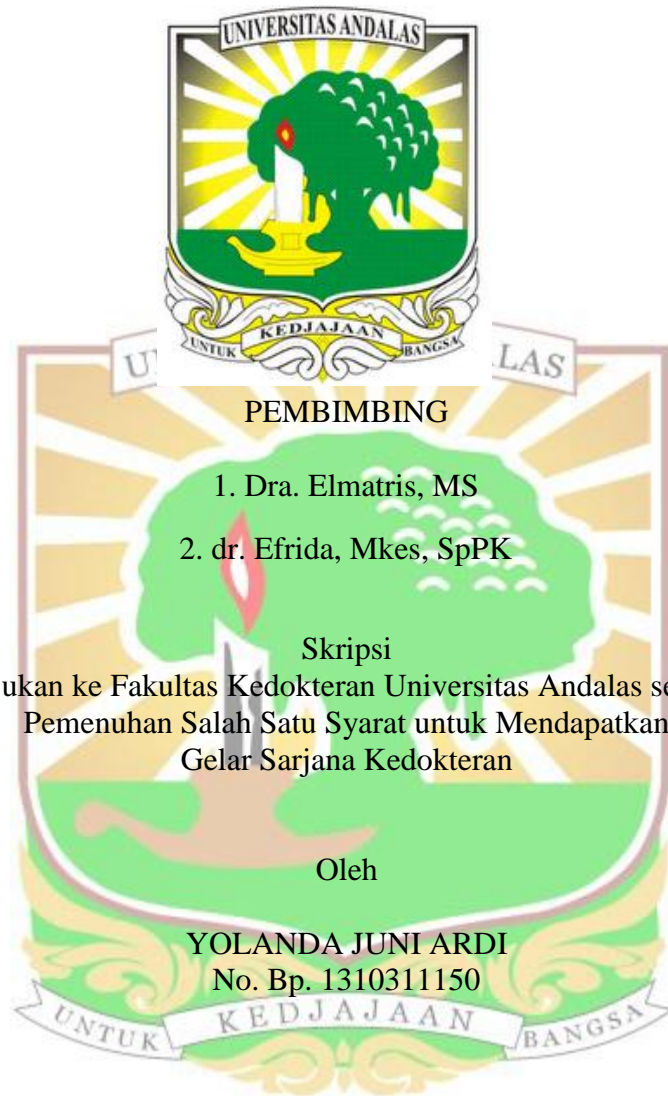 UNIVERSITAS ANDALAS
UNTUK KEDJAJAAN BANGSA
LAS
PEMBIMBING
1. Dra. Elmatris, MS
2. dr. Efrida, Mkes, SpPK
Skripsi
ukan ke Fakultas Kedokteran Universitas Andalas se
Pemenuhan Salah Satu Syarat untuk Mendapatkan
Gelar Sarjana Kedokteran
Oleh
YOLANDA JUNI ARDI
No. Bp. 1310311150
UNTUK KEDJAJAAN BANGSA